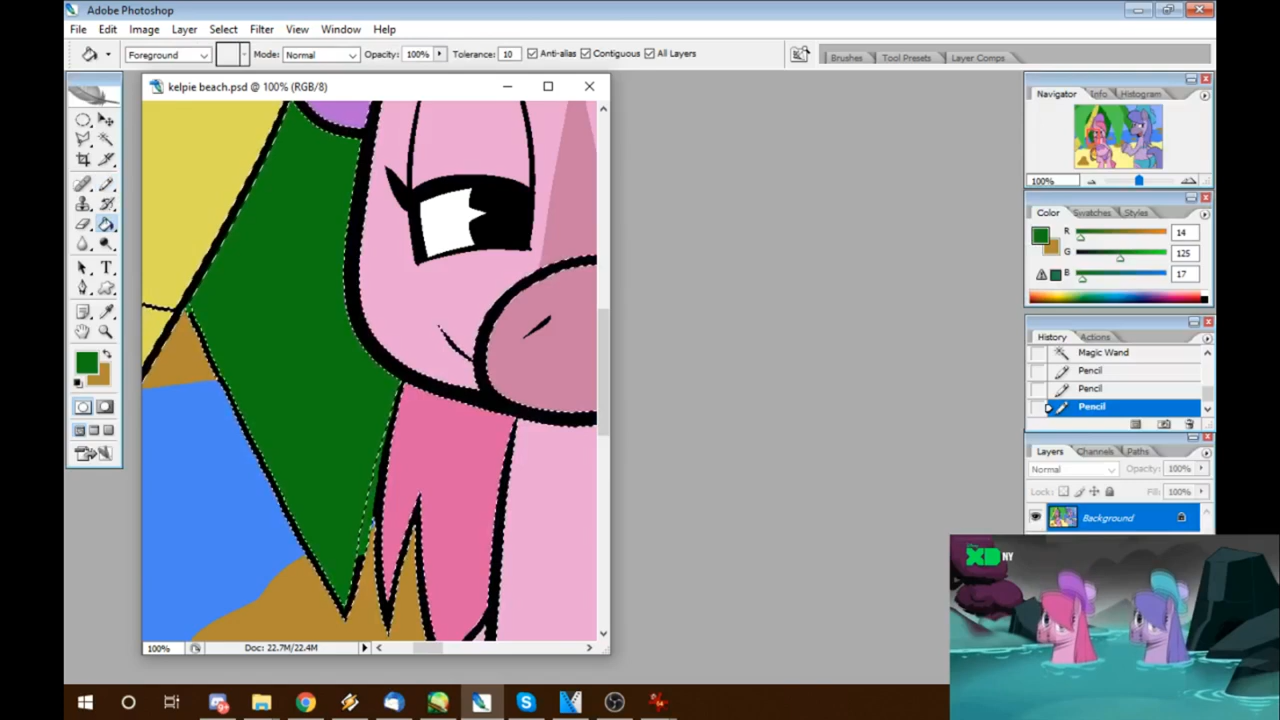 Adobe Photoshop
File Edit Image Layer Select Filter View Window Help
Foreground Mode: Normal Opacity: 100% Tolerance: 10 Anti-alias Contiguous All Layers
Brushes Tool Presets Layer Comps
kelpie beach.psd @ 100% (RGB/8)
Navigator Info Histogram
100%
Color Swatches Styles
R 14
G 125
B 17
History Actions
Magic Wand
Pencil
Pencil
Pencil
Layers Channels Paths
Normal Opacity: 100%
Lock: Fill: 100%
Background
XD NY
100% Doc: 22.7M/22.4M